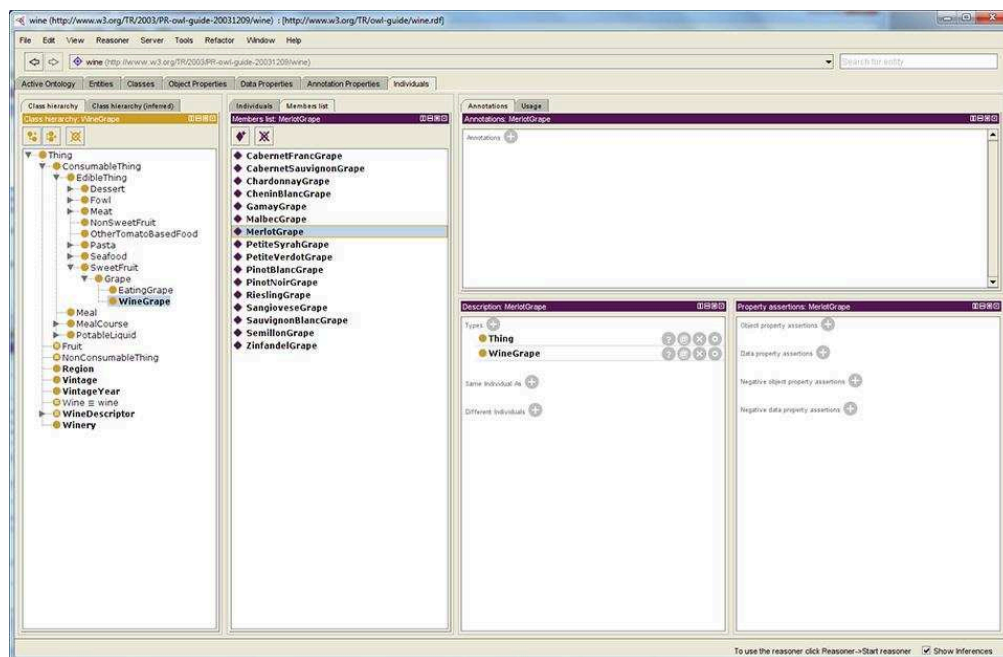 wine (http://www.w3.org/TR/2003/PR-owl-guide-20031209/wine) : [http://www.w3.org/TR/owl-guide/wine.rdf]
File Edit View Reasoner Server Tools Refactor Window Help
wine (http://www.w3.org/TR/2003/PR-owl-guide-20031209/wine)
Search for entity
Active Ontology Entities Classes Object Properties Data Properties Annotation Properties Individuals
Class hierarchy Class hierarchy (inferred)
Class hierarchy: WineGrape
Thing
ConsumableThing
EdibleThing
Dessert
Fowl
Meat
NonSweetFruit
OtherTomatoBasedFood
Pasta
Seafood
SweetFruit
Grape
EatingGrape
WineGrape
Meal
MealCourse
PotableLiquid
Fruit
NonConsumableThing
Region
Vintage
VintageYear
Wine ≡ wine
WineDescriptor
Winery
Individuals Members list
Members list: MerlotGrape
CabernetFrancGrape
CabernetSauvignonGrape
ChardonnayGrape
CheninBlancGrape
GamayGrape
MalbecGrape
MerlotGrape
PetiteSyrahGrape
PetiteVerdotGrape
PinotBlancGrape
PinotNoirGrape
RieslingGrape
SangioveseGrape
SauvignonBlancGrape
SemillonGrape
ZinfandelGrape
Annotations Usage
Annotations: MerlotGrape
Annotations
Description: MerlotGrape
Types
Thing
WineGrape
Same Individual As
Different Individuals
Property assertions: MerlotGrape
Object property assertions
Data property assertions
Negative object property assertions
Negative data property assertions
To use the reasoner click Reasoner->Start reasoner Show Inferences